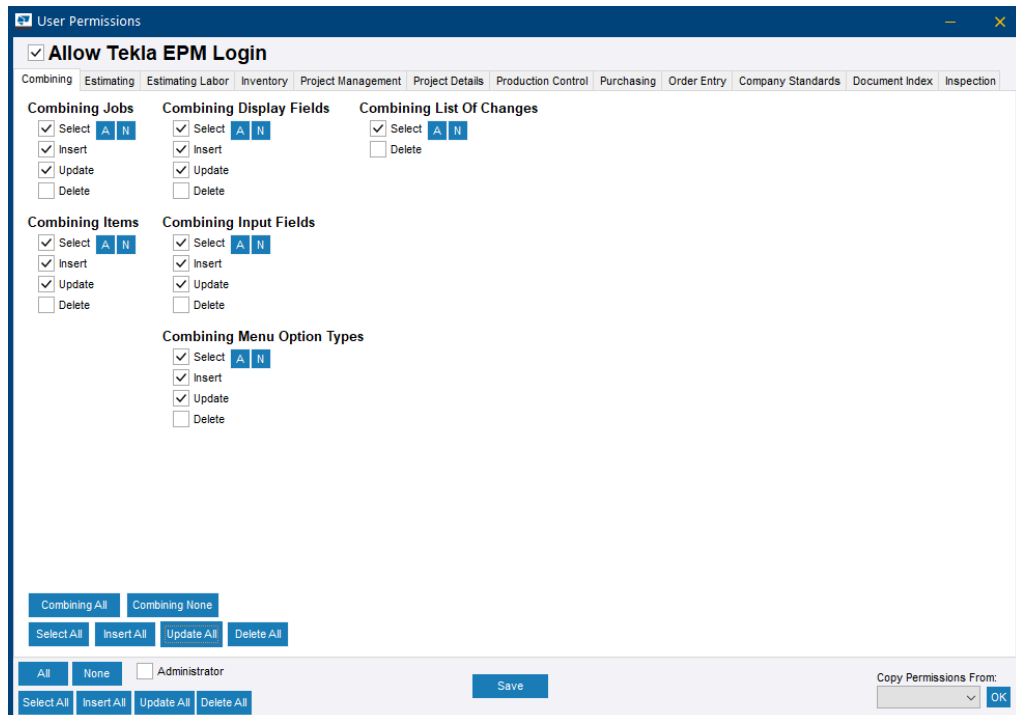 User Permissions
Allow Tekla EPM Login
Combining Estimating Estimating Labor Inventory Project Management Project Details Production Control Purchasing Order Entry Company Standards Document Index Inspection
Combining Jobs Combining Display Fields Combining List Of Changes
Select A N Select A N Select A N
Insert Insert Delete
Update Update
Delete Delete
Combining Items Combining Input Fields
Select A N Select A N
Insert Insert
Update Update
Delete Delete
Combining Menu Option Types
Select A N
Insert
Update
Delete
Combining All Combining None
Select All Insert All Update All Delete All
All None Administrator
Save
Copy Permissions From:
Select All Insert All Update All Delete All OK